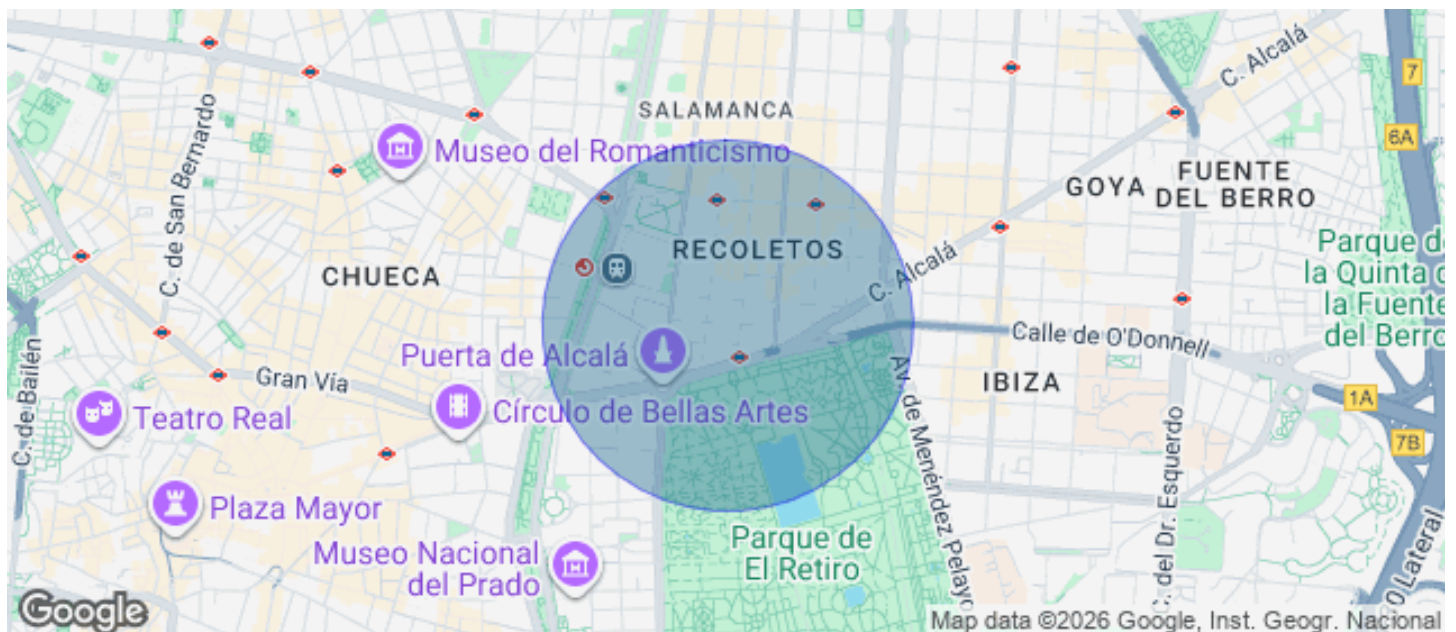 SALAMANCA
C. Alcalá
7
6A
Museo del Romanticismo
C. de San Bernardo
GOYA
FUENTE
DEL BERRO
RECOLETOS
CHUECA
C. Alcalá
Parque d
la Quinta d
la Fuente
del Berro
Calle de O'Donnell
Puerta de Alcalá
Gran Vía
IBIZA
1A
C. de Bailén
Teatro Real
Círculo de Bellas Artes
7B
Av. de Menéndez Pelayo
C. del Dr. Esquerdo
Plaza Mayor
Parque de
El Retiro
Museo Nacional
del Prado
O Lateral
Google
Map data ©2026 Google, Inst. Geogr. Nacional